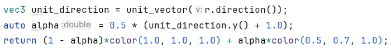 vec3 unit_direction = unit_vector( v: r.direction());
auto alpha :double = 0.5 * (unit_direction.y() + 1.0);
return (1 - alpha)*color(1.0, 1.0, 1.0) + alpha*color(0.5, 0.7, 1.0);